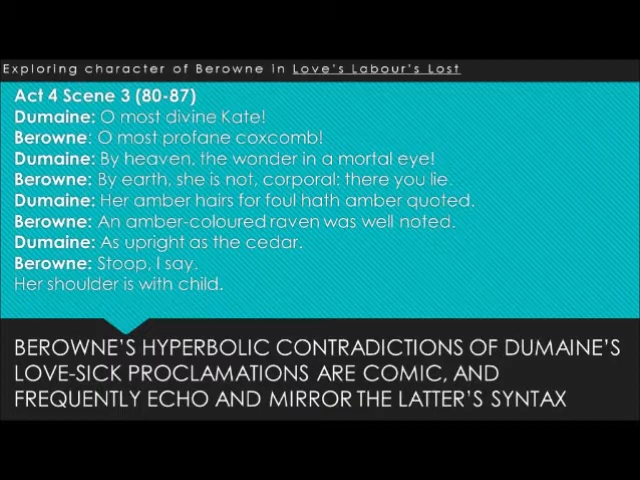 Exploring character of Berowne in Love's Labour's Lost
Act 4 Scene 3 (80-87)
Dumaine: O most divine Kate!
Berowne: O most profane coxcomb!
Dumaine: By heaven, the wonder in a mortal eye!
Berowne: By earth, she is not, corporal: there you lie.
Dumaine: Her amber hairs for foul hath amber quoted.
Berowne: An amber-coloured raven was well noted.
Dumaine: As upright as the cedar.
Berowne: Stoop, I say.
Her shoulder is with child.
BEROWNE'S HYPERBOLIC CONTRADICTIONS OF DUMAINE'S
LOVE-SICK PROCLAMATIONS ARE COMIC, AND
FREQUENTLY ECHO AND MIRROR THE LATTER'S SYNTAX